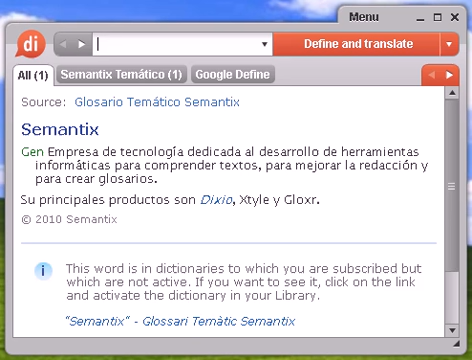 Menu
di
Define and translate
All (1) Semantix Temático (1) Google Define
Source: Glosario Temático Semantix
Semantix
Gen Empresa de tecnología dedicada al desarrollo de herramientas
informáticas para comprender textos, para mejorar la redacción y
para crear glosarios.
Su principales productos son Dixio, Xtyle y Gloxr.
© 2010 Semantix
i
This word is in dictionaries to which you are subscribed but
which are not active. If you want to see it, click on the link
and activate the dictionary in your Library.
"Semantix" - Glossari Temàtic Semantix